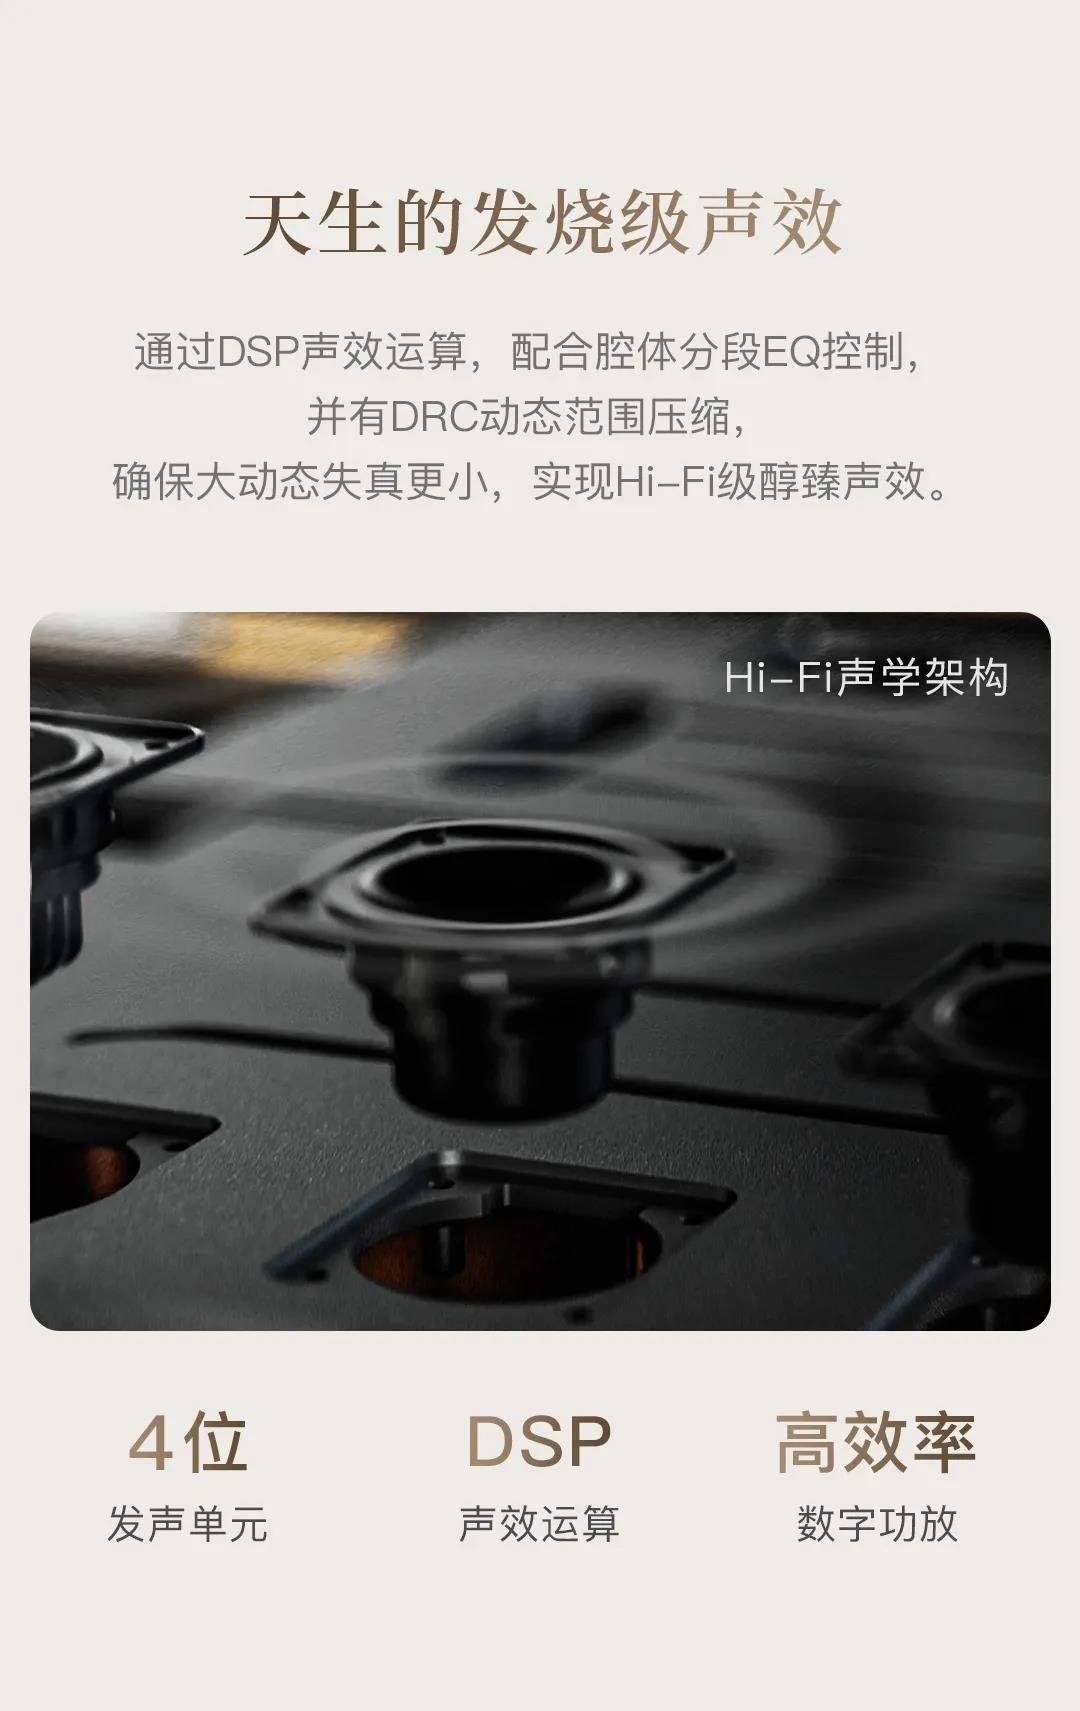 天生的发烧级声效
通过DSP声效运算，配合腔体分段EQ控制，
并有DRC动态范围压缩，
确保大动态失真更小，实现Hi-Fi级醇臻声效。
Hi-Fi声学架构
4位
发声单元
DSP
声效运算
高效率
数字功放